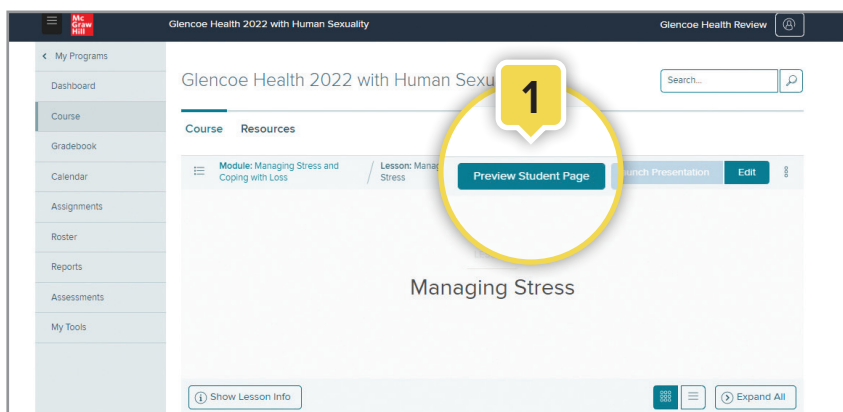 Mc
Graw
Hill
Glencoe Health 2022 with Human Sexuality
Glencoe Health Review
My Programs
Dashboard
Course
Gradebook
Calendar
Assignments
Roster
Reports
Assessments
My Tools
Glencoe Health 2022 with Human Sexu
Search...
1
Course Resources
Module: Managing Stress and
Coping with Loss
Lesson: Manag
Stress
Preview Student Page
unch Presentation
Edit
Managing Stress
Show Lesson Info
Expand All